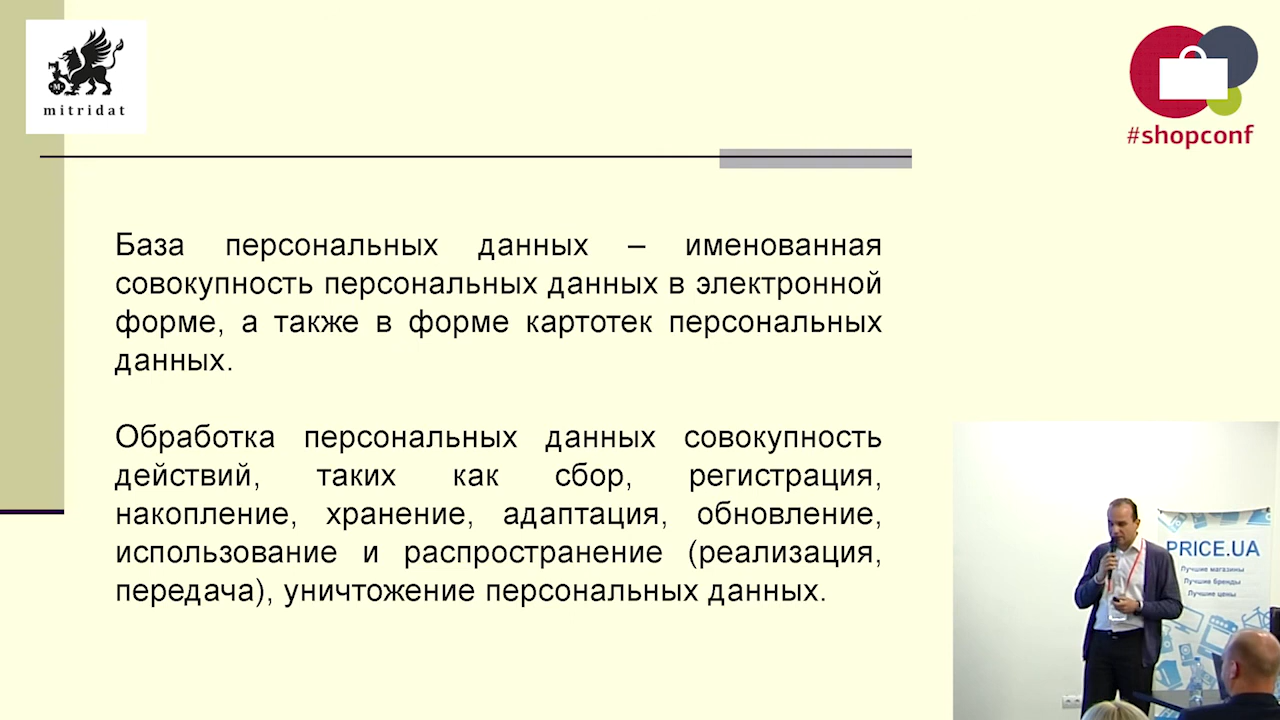 mitridat
#shopconf
База персональных данных – именованная
совокупность персональных данных в электронной
форме, а также в форме картотек персональных
данных.
Обработка персональных данных совокупность
действий, таких как сбор, регистрация,
накопление, хранение, адаптация, обновление,
использование и распространение (реализация,
передача), уничтожение персональных данных.
PRICE.UA
Лучшие магазины
Лучшие бренды
Лучшие цены